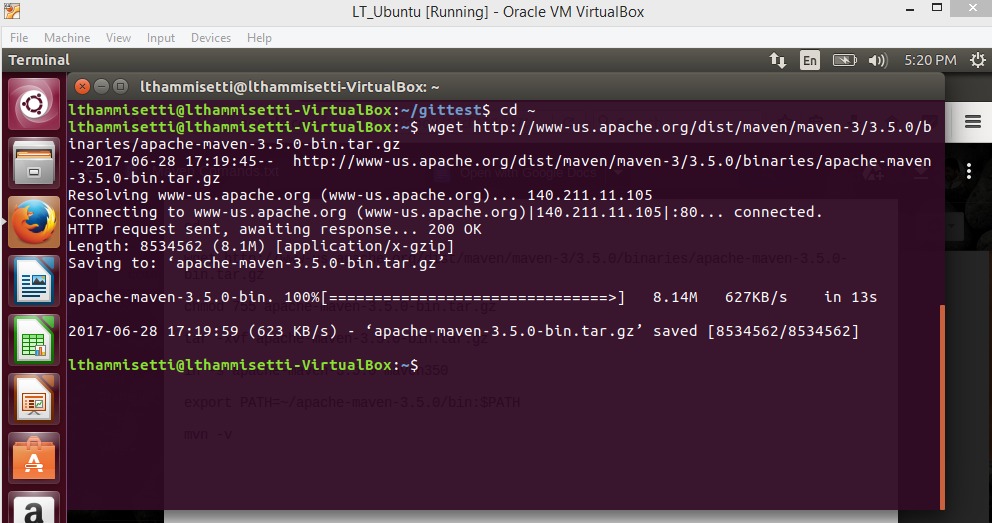 LT_Ubuntu [Running] - Oracle VM VirtualBox
File Machine View Input Devices Help
Terminal En 5:20 PM
lthammisetti@lthammisetti-VirtualBox: ~
lthammisetti@lthammisetti-VirtualBox:~/gittest$ cd ~
lthammisetti@lthammisetti-VirtualBox:~$ wget http://www-us.apache.org/dist/maven/maven-3/3.5.0/b
inaries/apache-maven-3.5.0-bin.tar.gz
--2017-06-28 17:19:45--  http://www-us.apache.org/dist/maven/maven-3/3.5.0/binaries/apache-maven
-3.5.0-bin.tar.gz
Resolving www-us.apache.org (www-us.apache.org)... 140.211.11.105
Connecting to www-us.apache.org (www-us.apache.org)|140.211.11.105|:80... connected.
HTTP request sent, awaiting response... 200 OK
Length: 8534562 (8.1M) [application/x-gzip]
Saving to: ‘apache-maven-3.5.0-bin.tar.gz’
apache-maven-3.5.0-bin. 100%[===============================>]   8.14M   627KB/s    in 13s
2017-06-28 17:19:59 (623 KB/s) - ‘apache-maven-3.5.0-bin.tar.gz’ saved [8534562/8534562]
lthammisetti@lthammisetti-VirtualBox:~$
export PATH=~/apache-maven-3.5.0/bin:$PATH
mvn -v